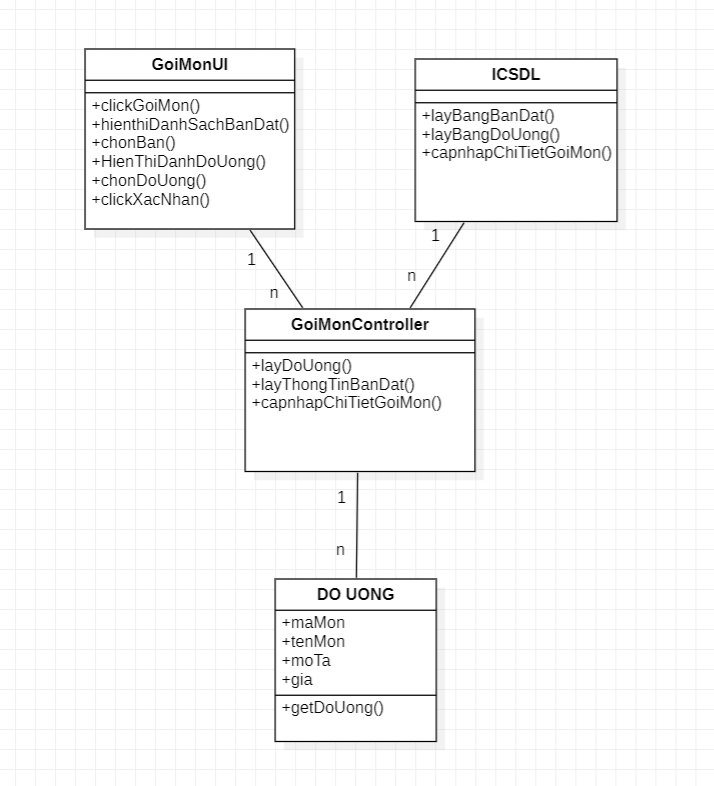 GoiMonUI
+clickGoiMon()
+hienthiDanhSachBanDat()
+chonBan()
+HienThiDanhDoUong()
+chonDoUong()
+clickXacNhan()
ICSDL
+layBangBanDat()
+layBangDoUong()
+capnhapChiTietGoiMon()
1
n
1
n
GoiMonController
+layDoUong()
+layThongTinBanDat()
+capnhapChiTietGoiMon()
1
n
DO UONG
+maMon
+tenMon
+moTa
+gia
+getDoUong()